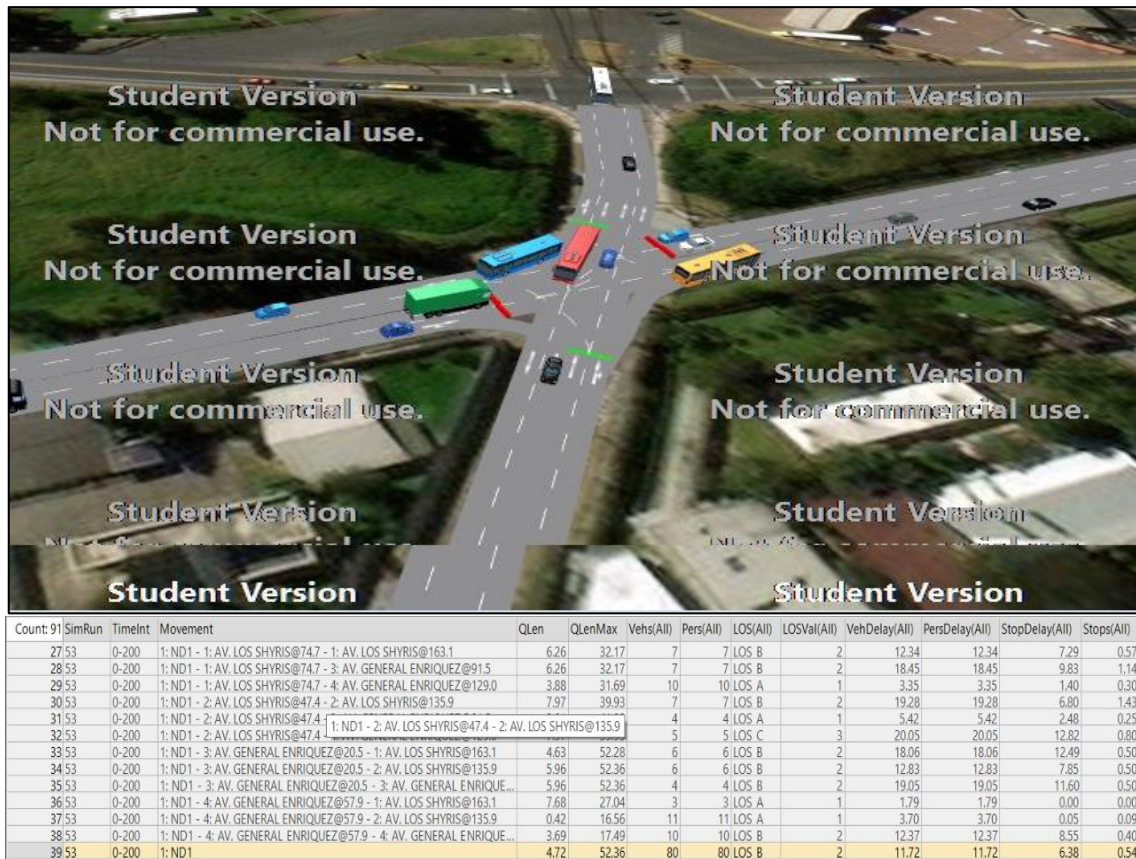 Student Version Student Version
Not for commercial use. Not for commercial use.
Student Version Student Version
Not for commercial use. Not for commercial use.
Student Version Student Version
Not for commercial use. Not for commercial use.
Student Version Student Version
Student Version Student Version
Count: 91 SimRun TimeInt Movement QLen QLenMax Vehs(All) Pers(All) LOS(All) LOSVal(All) VehDelay(All) PersDelay(All) StopDelay(All) Stops(All)
27 53 0-200 1: ND1 - 1: AV. LOS SHYRIS@74.7 - 1: AV. LOS SHYRIS@163.1 6.26 32.17 7 7 LOS B 2 12.34 12.34 7.29 0.57
28 53 0-200 1: ND1 - 1: AV. LOS SHYRIS@74.7 - 3: AV. GENERAL ENRIQUEZ@91.5 6.26 32.17 7 7 LOS B 2 18.45 18.45 9.83 1.14
29 53 0-200 1: ND1 - 1: AV. LOS SHYRIS@74.7 - 4: AV. GENERAL ENRIQUEZ@129.0 3.88 31.69 10 10 LOS A 1 3.35 3.35 1.40 0.30
30 53 0-200 1: ND1 - 2: AV. LOS SHYRIS@47.4 - 2: AV. LOS SHYRIS@135.9 7.97 39.93 7 7 LOS B 2 19.28 19.28 6.80 1.43
31 53 0-200 1: ND1 - 2: AV. LOS SHYRIS@47.4 4 4 LOS A 1 5.42 5.42 2.48 0.25
1: ND1 - 2: AV. LOS SHYRIS@47.4 - 2: AV. LOS SHYRIS@135.9
32 53 0-200 1: ND1 - 2: AV. LOS SHYRIS@47.4 5 5 LOS C 3 20.05 20.05 12.82 0.80
33 53 0-200 1: ND1 - 3: AV. GENERAL ENRIQUEZ@20.5 - 1: AV. LOS SHYRIS@163.1 4.63 52.28 6 6 LOS B 2 18.06 18.06 12.49 0.50
34 53 0-200 1: ND1 - 3: AV. GENERAL ENRIQUEZ@20.5 - 2: AV. LOS SHYRIS@135.9 5.96 52.36 6 6 LOS B 2 12.83 12.83 7.85 0.50
35 53 0-200 1: ND1 - 3: AV. GENERAL ENRIQUEZ@20.5 - 3: AV. GENERAL ENRIQUE... 5.96 52.36 4 4 LOS B 2 19.05 19.05 11.60 0.50
36 53 0-200 1: ND1 - 4: AV. GENERAL ENRIQUEZ@57.9 - 1: AV. LOS SHYRIS@163.1 7.68 27.04 3 3 LOS A 1 1.79 1.79 0.00 0.00
37 53 0-200 1: ND1 - 4: AV. GENERAL ENRIQUEZ@57.9 - 2: AV. LOS SHYRIS@135.9 0.42 16.56 11 11 LOS A 1 3.70 3.70 0.05 0.09
38 53 0-200 1: ND1 - 4: AV. GENERAL ENRIQUEZ@57.9 - 4: AV. GENERAL ENRIQUE... 3.69 17.49 10 10 LOS B 2 12.37 12.37 8.55 0.40
39 53 0-200 1: ND1 4.72 52.36 80 80 LOS B 2 11.72 11.72 6.38 0.54